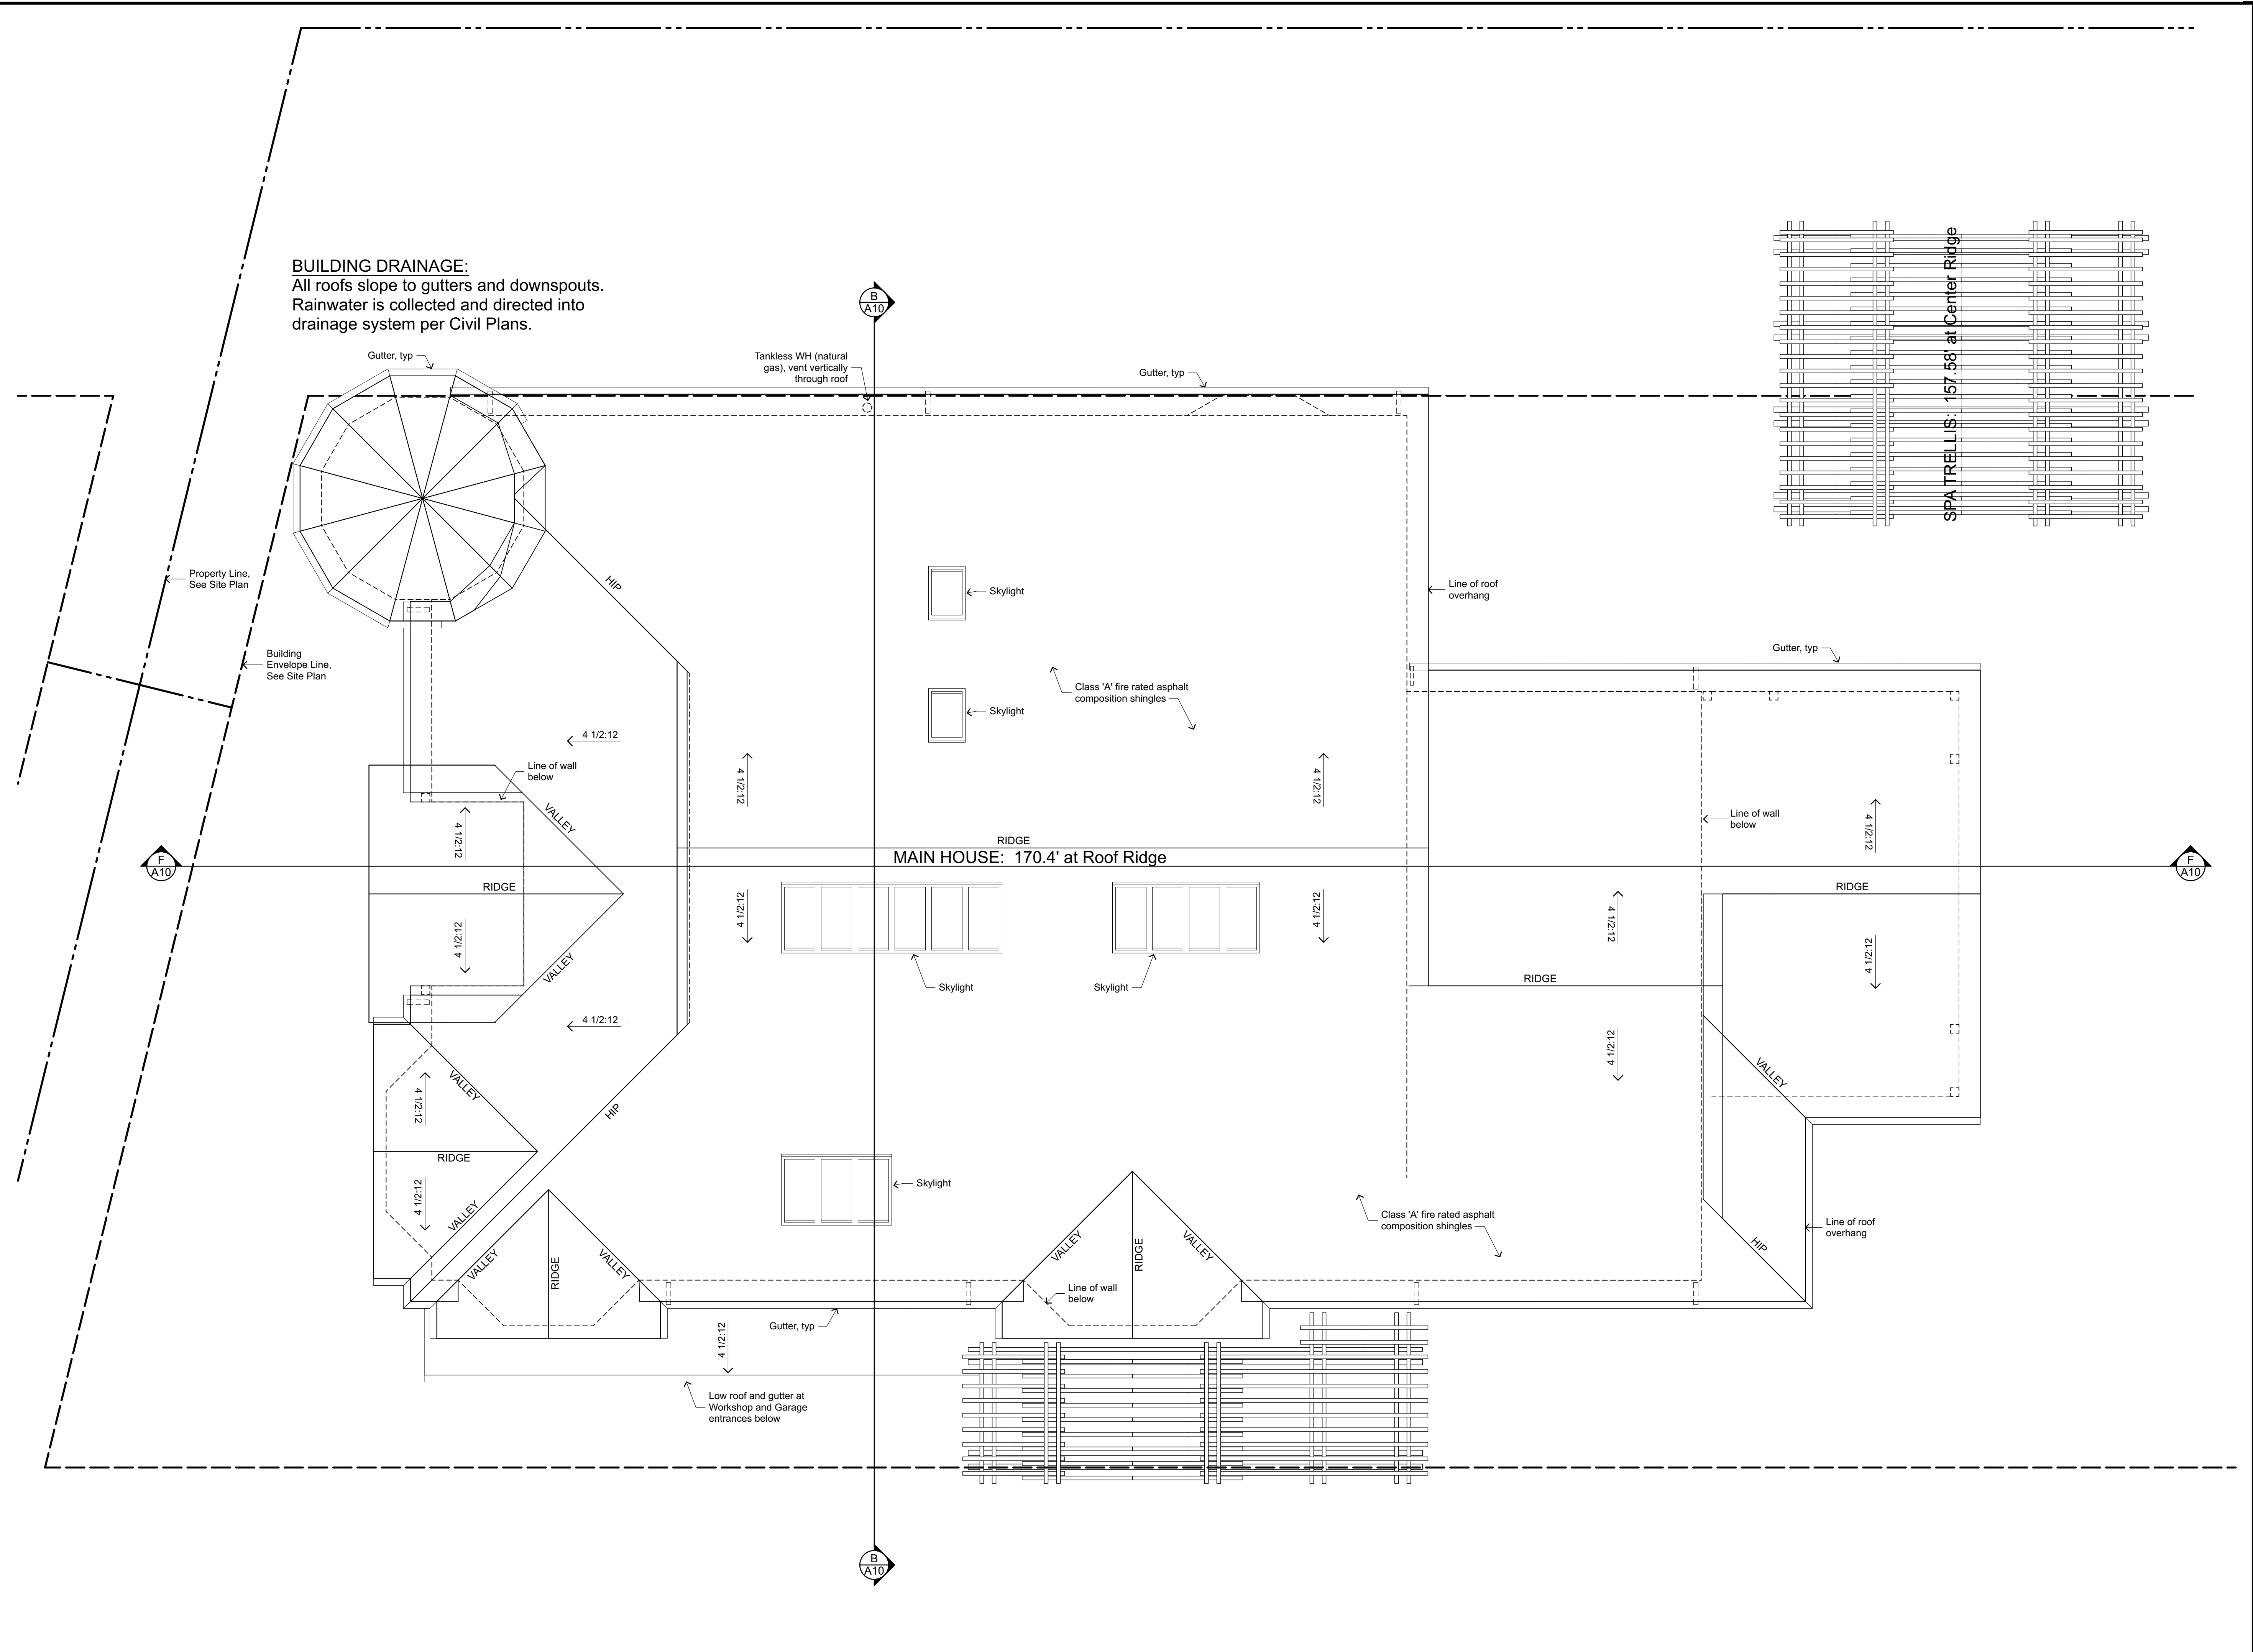 SPA TRELLIS: 157.58' at Center Ridge
BUILDING DRAINAGE:
All roofs slope to gutters and downspouts.
Rainwater is collected and directed into
drainage system per Civil Plans.
B
A10
Gutter, typ
Tankless WH (natural
gas), vent vertically
through roof
Gutter, typ
Property Line,
See Site Plan
HIP
Skylight
Line of roof
overhang
Building
Envelope Line,
See Site Plan
Gutter, typ
Class 'A' fire rated asphalt
composition shingles
Skylight
4 1/2:12
Line of wall
below
4 1/2:12
4 1/2:12
VALLEY
4 1/2:12
Line of wall
below
4 1/2:12
RIDGE
MAIN HOUSE: 170.4' at Roof Ridge
F
A10
F
A10
RIDGE
RIDGE
4 1/2:12
4 1/2:12
4 1/2:12
4 1/2:12
4 1/2:12
VALLEY
RIDGE
Skylight
Skylight
4 1/2:12
4 1/2:12
VALLEY
VALLEY
4 1/2:12
HIP
RIDGE
4 1/2:12
VALLEY
Skylight
Class 'A' fire rated asphalt
composition shingles
Line of roof
overhang
HIP
VALLEY
RIDGE
VALLEY
VALLEY
RIDGE
VALLEY
Line of wall
below
4 1/2:12
Gutter, typ
Low roof and gutter at
Workshop and Garage
entrances below
B
A10